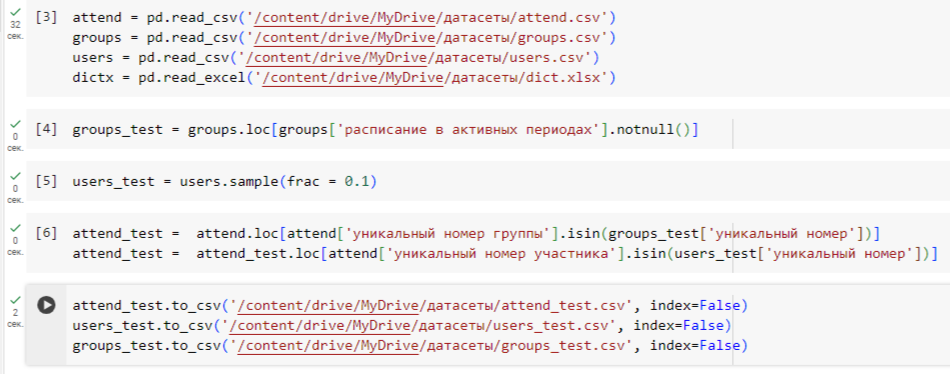 [3] attend = pd.read_csv('/content/drive/MyDrive/датасеты/attend.csv')
32 сек.
groups = pd.read_csv('/content/drive/MyDrive/датасеты/groups.csv')
users = pd.read_csv('/content/drive/MyDrive/датасеты/users.csv')
dictx = pd.read_excel('/content/drive/MyDrive/датасеты/dict.xlsx')
[4] groups_test = groups.loc[groups['расписание в активных периодах'].notnull()]
0 сек.
[5] users_test = users.sample(frac = 0.1)
0 сек.
[6] attend_test =  attend.loc[attend['уникальный номер группы'].isin(groups_test['уникальный номер'])]
0 сек.
attend_test =  attend_test.loc[attend['уникальный номер участника'].isin(users_test['уникальный номер'])]
attend_test.to_csv('/content/drive/MyDrive/датасеты/attend_test.csv', index=False)
2 сек.
users_test.to_csv('/content/drive/MyDrive/датасеты/users_test.csv', index=False)
groups_test.to_csv('/content/drive/MyDrive/датасеты/groups_test.csv', index=False)